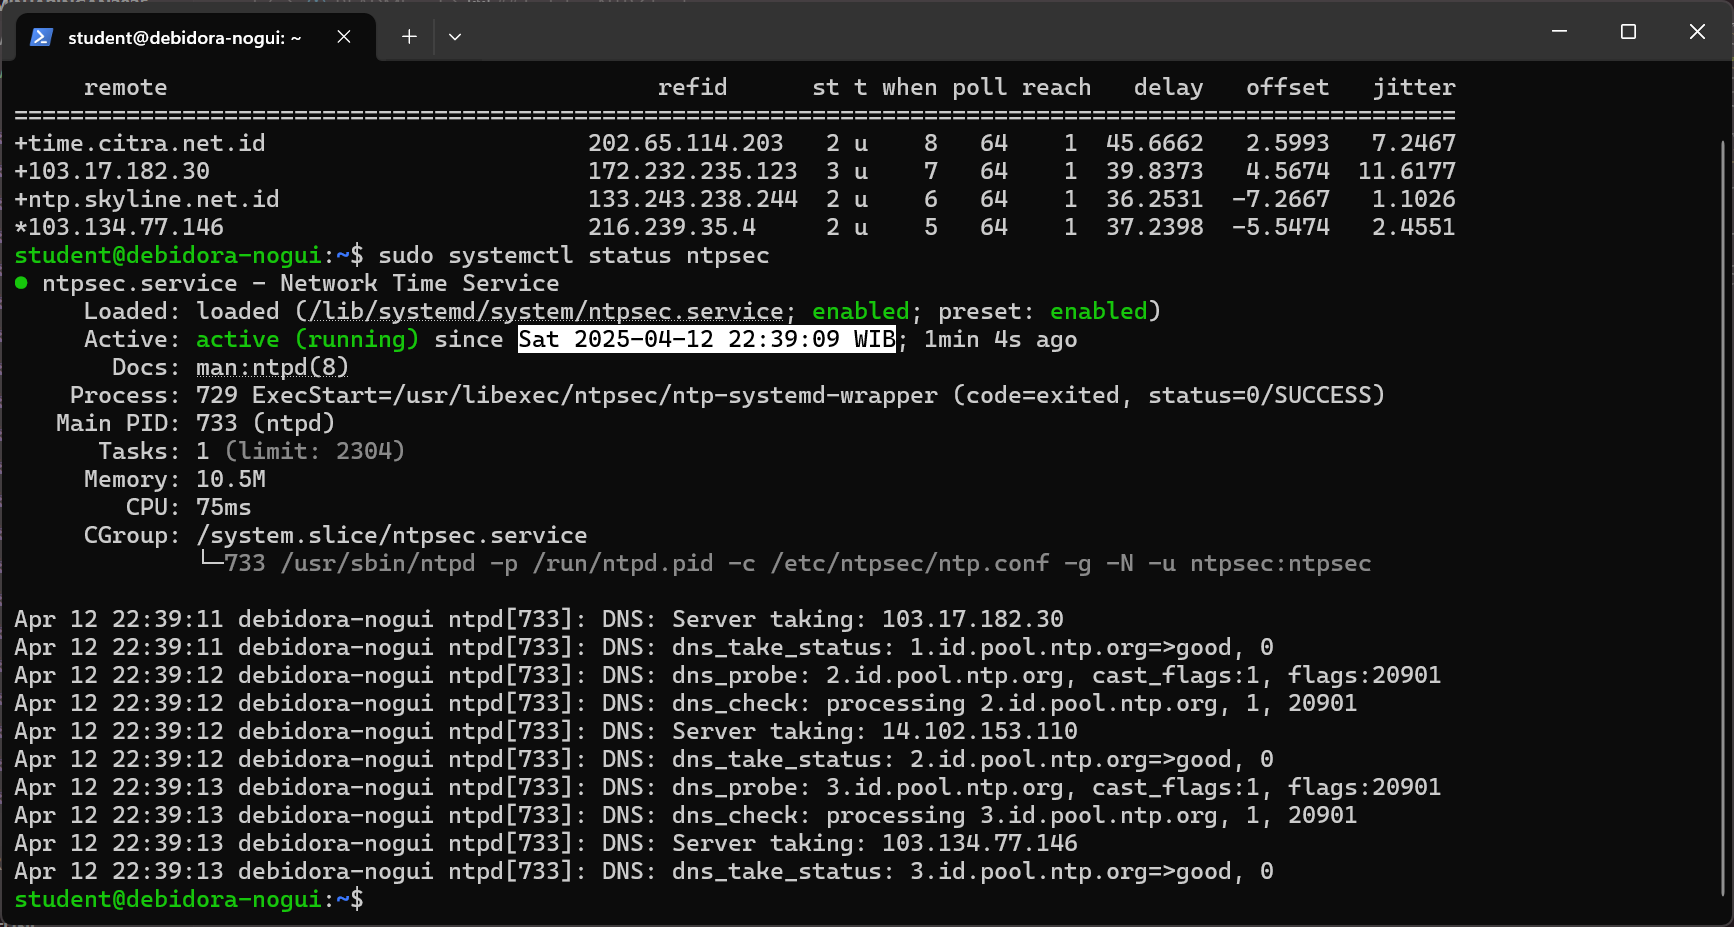 student@debidora-nogui: ~
remote refid st t when poll reach delay offset jitter
=======================================================================================================
+time.citra.net.id 202.65.114.203 2 u 8 64 1 45.6662 2.5993 7.2467
+103.17.182.30 172.232.235.123 3 u 7 64 1 39.8373 4.5674 11.6177
+ntp.skyline.net.id 133.243.238.244 2 u 6 64 1 36.2531 -7.2667 1.1026
*103.134.77.146 216.239.35.4 2 u 5 64 1 37.2398 -5.5474 2.4551
student@debidora-nogui:~$ sudo systemctl status ntpsec
● ntpsec.service - Network Time Service
Loaded: loaded (/lib/systemd/system/ntpsec.service; enabled; preset: enabled)
Active: active (running) since Sat 2025-04-12 22:39:09 WIB; 1min 4s ago
Docs: man:ntpd(8)
Process: 729 ExecStart=/usr/libexec/ntpsec/ntp-systemd-wrapper (code=exited, status=0/SUCCESS)
Main PID: 733 (ntpd)
Tasks: 1 (limit: 2304)
Memory: 10.5M
CPU: 75ms
CGroup: /system.slice/ntpsec.service
└─733 /usr/sbin/ntpd -p /run/ntpd.pid -c /etc/ntpsec/ntp.conf -g -N -u ntpsec:ntpsec
Apr 12 22:39:11 debidora-nogui ntpd[733]: DNS: Server taking: 103.17.182.30
Apr 12 22:39:11 debidora-nogui ntpd[733]: DNS: dns_take_status: 1.id.pool.ntp.org=>good, 0
Apr 12 22:39:12 debidora-nogui ntpd[733]: DNS: dns_probe: 2.id.pool.ntp.org, cast_flags:1, flags:20901
Apr 12 22:39:12 debidora-nogui ntpd[733]: DNS: dns_check: processing 2.id.pool.ntp.org, 1, 20901
Apr 12 22:39:12 debidora-nogui ntpd[733]: DNS: Server taking: 14.102.153.110
Apr 12 22:39:12 debidora-nogui ntpd[733]: DNS: dns_take_status: 2.id.pool.ntp.org=>good, 0
Apr 12 22:39:13 debidora-nogui ntpd[733]: DNS: dns_probe: 3.id.pool.ntp.org, cast_flags:1, flags:20901
Apr 12 22:39:13 debidora-nogui ntpd[733]: DNS: dns_check: processing 3.id.pool.ntp.org, 1, 20901
Apr 12 22:39:13 debidora-nogui ntpd[733]: DNS: Server taking: 103.134.77.146
Apr 12 22:39:13 debidora-nogui ntpd[733]: DNS: dns_take_status: 3.id.pool.ntp.org=>good, 0
student@debidora-nogui:~$